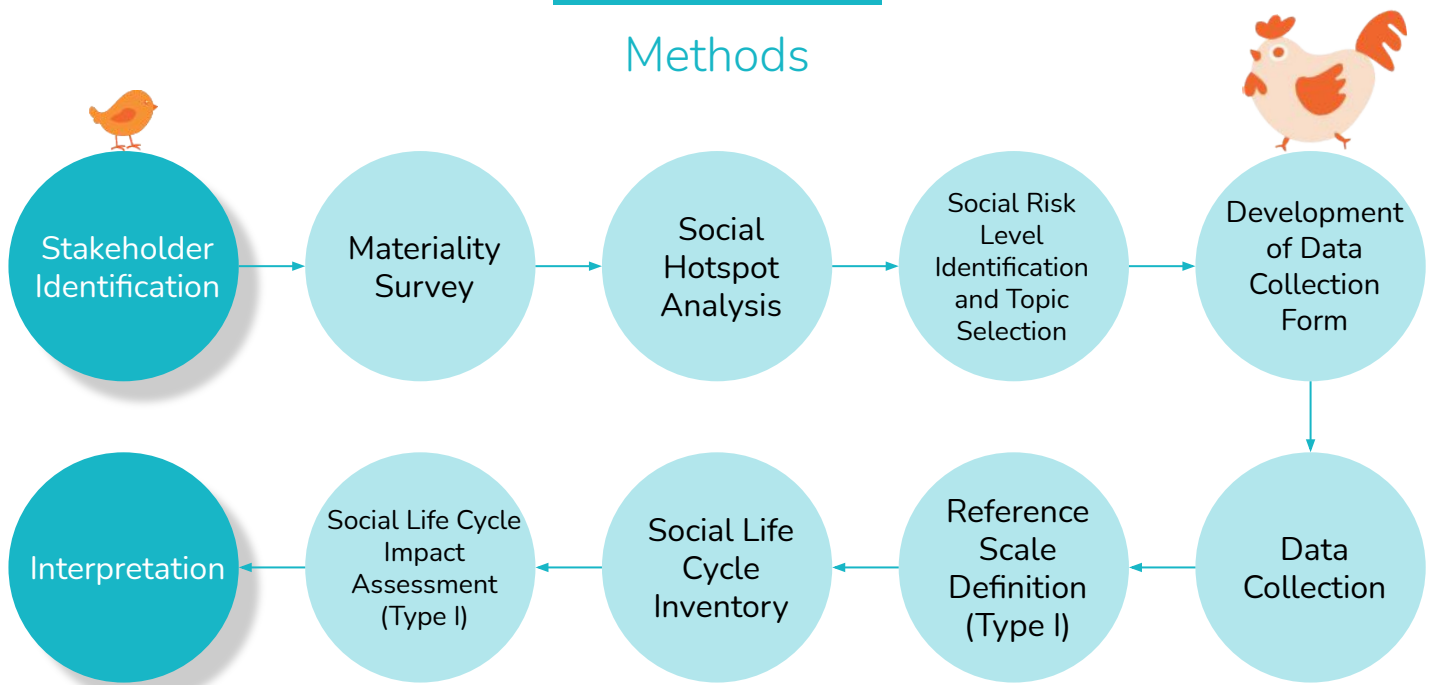 Methods
Stakeholder
Identification
Materiality
Survey
Social
Hotspot
Analysis
Social Risk
Level
Identification
and Topic
Selection
Development
of Data
Collection
Form
Data
Collection
Reference
Scale
Definition
(Type I)
Social Life
Cycle
Inventory
Social Life Cycle
Impact
Assessment
(Type I)
Interpretation